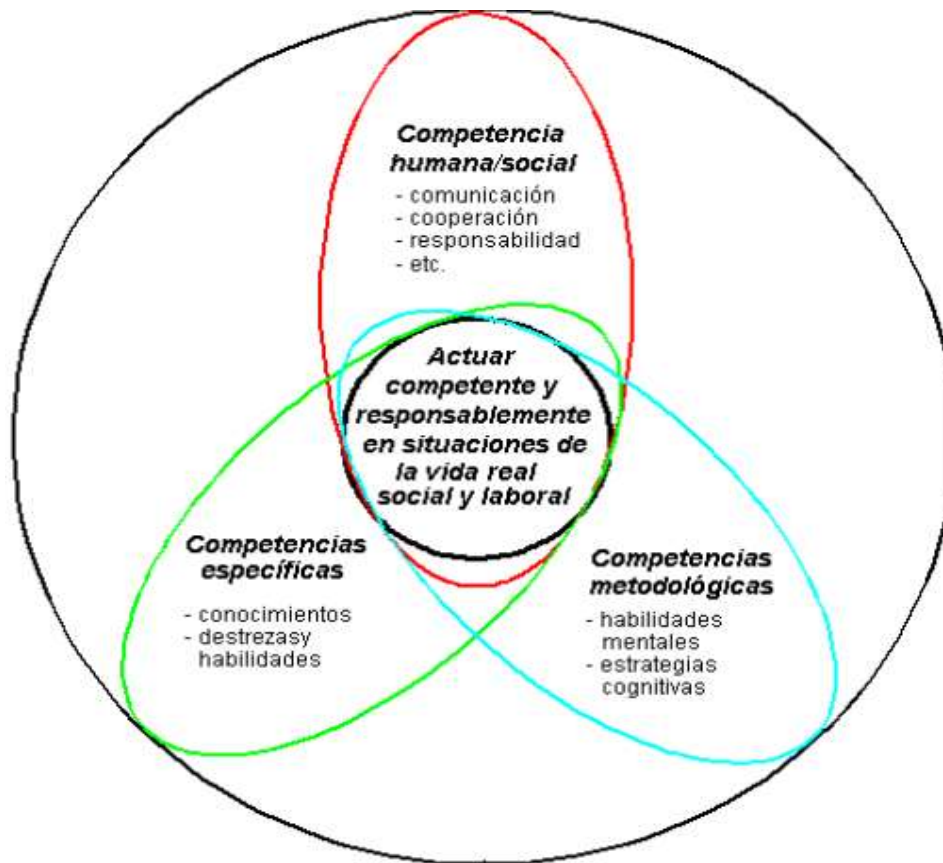 Competencia
humana/social
- comunicación
- cooperación
- responsabilidad
- etc.
Actuar
competente y
responsablemente
en situaciones de
la vida real
social y laboral
Competencias
específicas
- conocimientos
- destrezasy
habilidades
Competencias
metodológicas
- habilidades
mentales
- estrategias
cognitivas